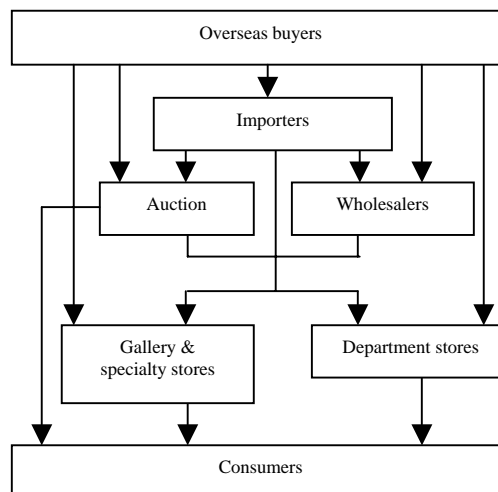 Overseas buyers
Importers
Auction
Wholesalers
Gallery &
specialty stores
Department stores
Consumers